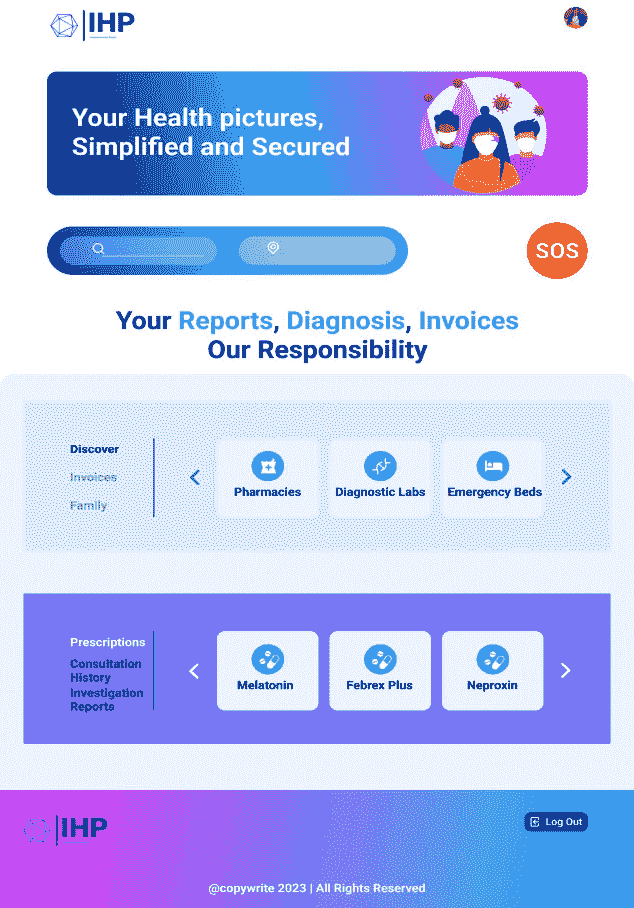 IHP
Your Health pictures,
Simplified and Secured
SOS
Your Reports, Diagnosis, Invoices
Our Responsibility
Discover
Invoices
Family
Pharmacies
Diagnostic Labs
Emergency Beds
Prescriptions
Consultation
History
Investigation
Reports
Melatonin
Febrex Plus
Neproxin
IHP
Log Out
@copywrite 2023 | All Rights Reserved